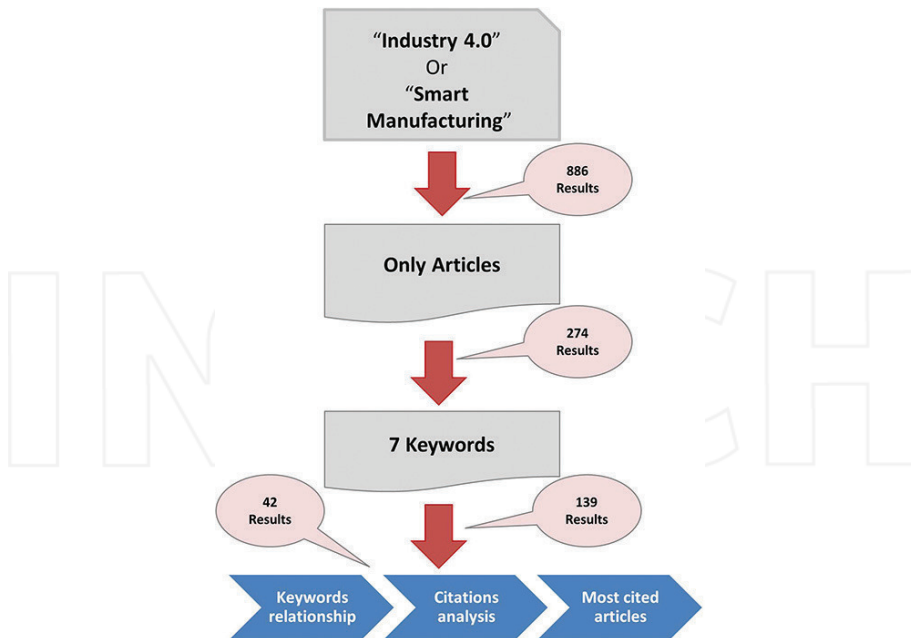 “Industry 4.0”
Or
“Smart
Manufacturing”
886
Results
Only Articles
274
Results
7 Keywords
42
Results
139
Results
Keywords
relationship
Citations
analysis
Most cited
articles